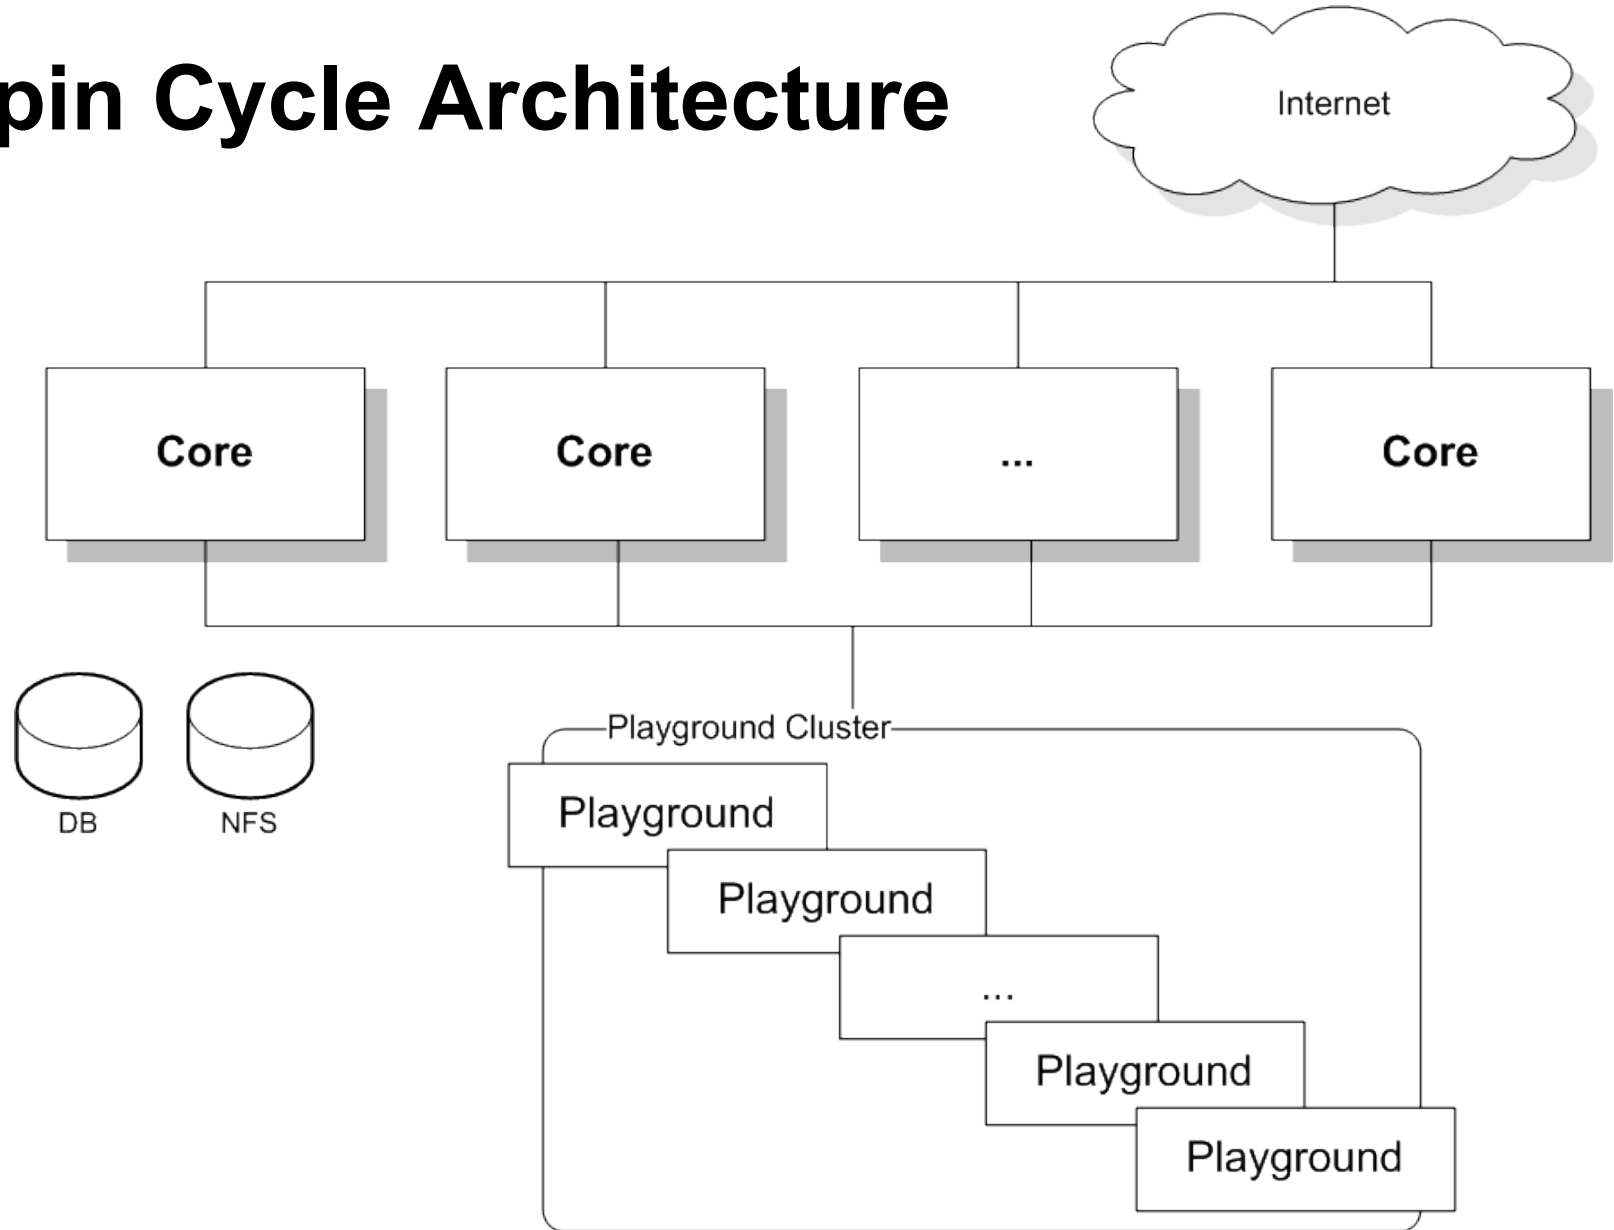 pin Cycle Architecture
Internet
Core
Core
...
Core
DB
NFS
Playground Cluster
Playground
Playground
...
Playground
Playground